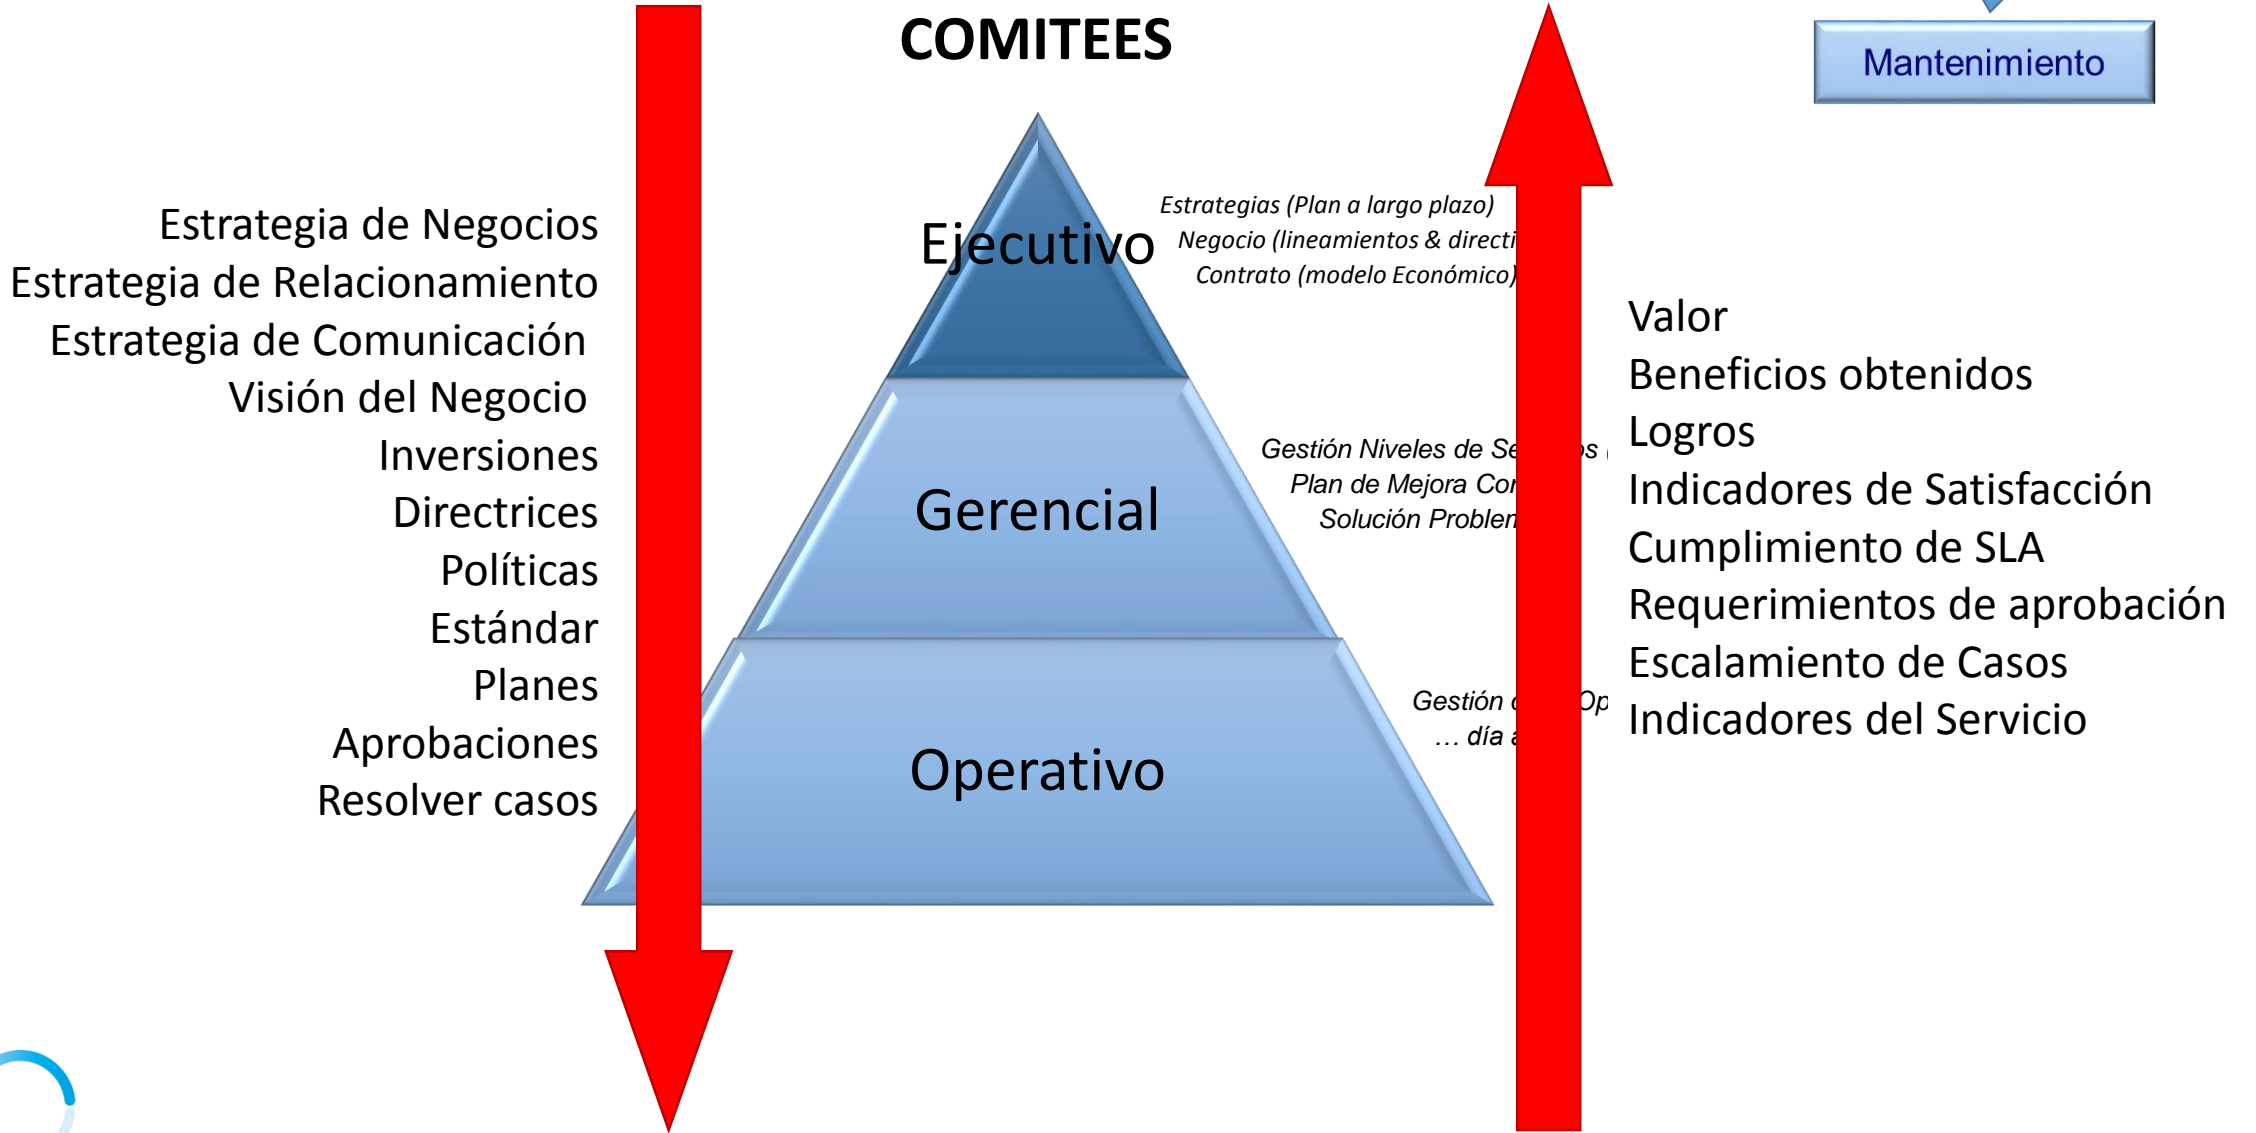 COMITEES
Mantenimiento
Estrategia de Negocios
Estrategia de Relacionamiento
Estrategia de Comunicación
Visión del Negocio
Inversiones
Directrices
Políticas
Estándar
Planes
Aprobaciones
Resolver casos
Ejecutivo
Estrategias (Plan a largo plazo)
Negocio (lineamientos &
Contrato (modelo Económico)
Gerencial
Gestión Niveles de
Plan de Mejora
Solución
Operativo
Gestión
… día
Valor
Beneficios obtenidos
Logros
Indicadores de Satisfacción
Cumplimiento de SLA
Requerimientos de aprobación
Escalamiento de Casos
Indicadores del Servicio